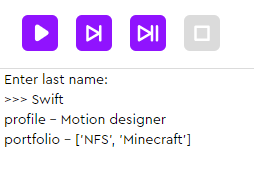 Enter last name:
>>> Swift
profile – Motion designer
portfolio – ['NFS', 'Minecraft']